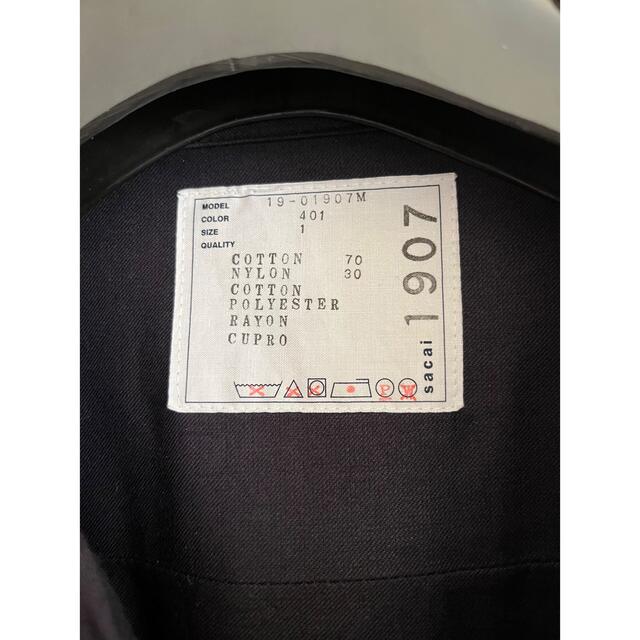 MODEL 19-01907M
COLOR 401
SIZE 1
QUALITY
COTTON 70
NYLON 30
COTTON
POLYESTER
RAYON
CUPRO
P W
sacai 1907